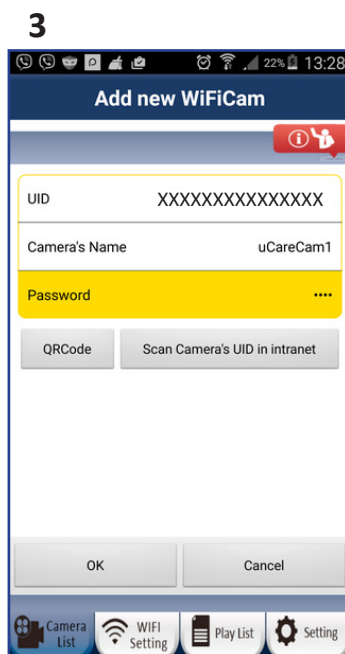 3
22% 13:28
Add new WiFiCam
UID XXXXXXXXXXXXXXX
Camera's Name uCareCam1
Password ••••
QRCode Scan Camera's UID in intranet
OK Cancel
Camera List WIFI Setting Play List Setting